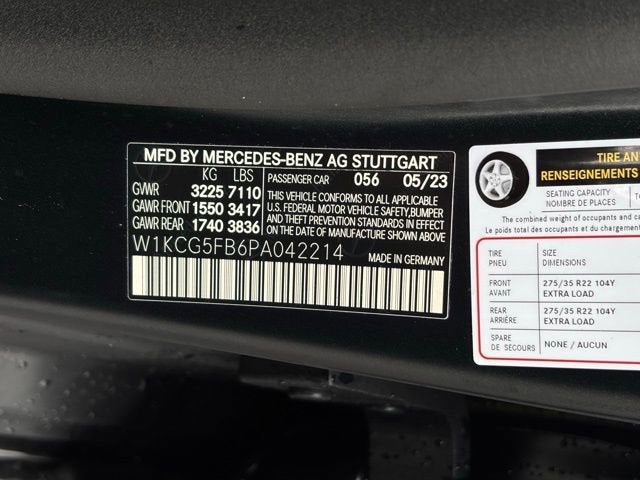 MFD BY MERCEDES-BENZ AG STUTTGART
KG LBS PASSENGER CAR 056 05/23
GVWR 3225 7110
GAWR FRONT 1550 3417
GAWR REAR 1740 3836
THIS VEHICLE CONFORMS TO ALL APPLICABLE
U.S. FEDERAL MOTOR VEHICLE SAFETY,BUMPER
AND THEFT PREVENTION STANDARDS IN EFFECT
ON THE DATE OF MANUFACTURE SHOWN ABOVE
W1KCG5FB6PA042214 MADE IN GERMANY
TIRE AN
RENSEIGNEMENTS
SEATING CAPACITY
NOMBRE DE PLACES
The combined weight of occupants and ca
Le poids total des occupants et du
TIRE SIZE
PNEU DIMENSIONS
FRONT 275/35 R22 104Y
AVANT EXTRA LOAD
REAR 275/35 R22 104Y
ARRIÈRE EXTRA LOAD
SPARE NONE / AUCUN
DE SECOURS